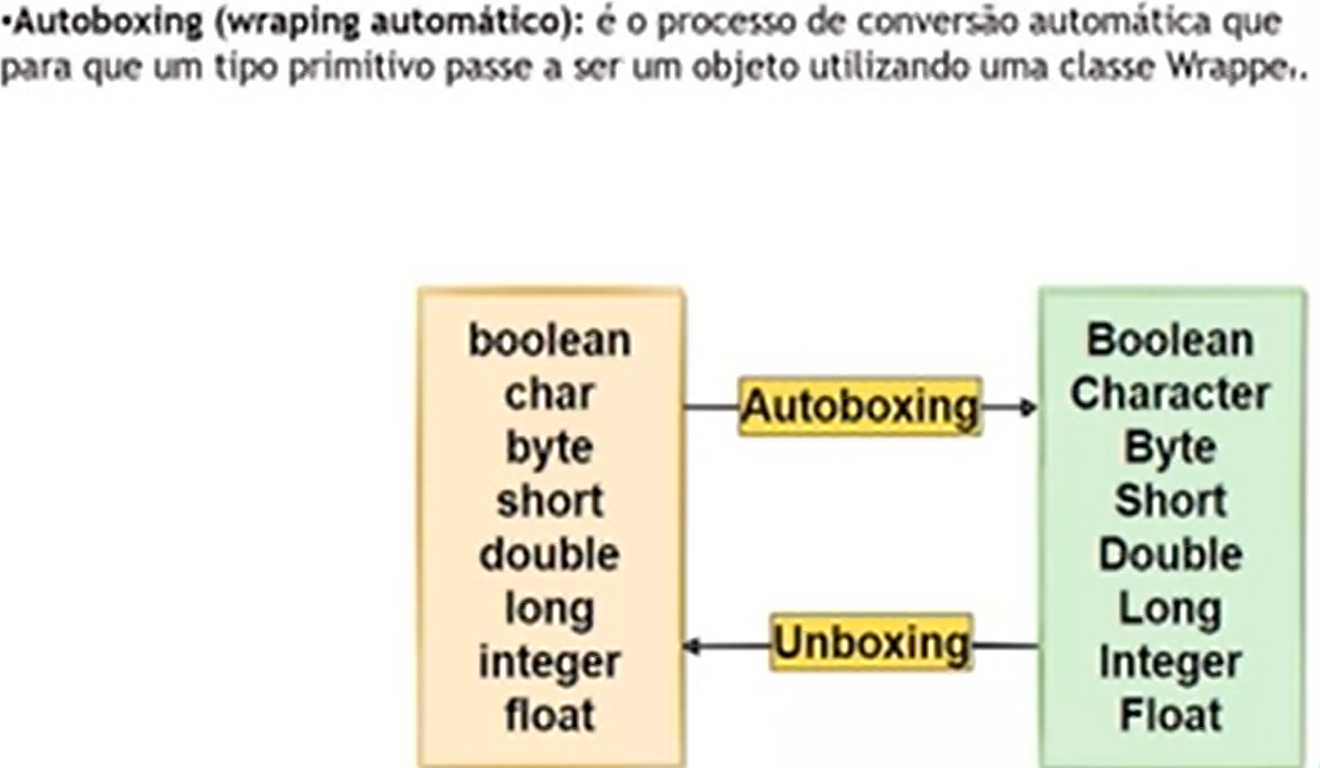 •Autoboxing (wraping automático): é o processo de conversão automática que
para que um tipo primitivo passe a ser um objeto utilizando uma classe Wrapper.
boolean
char
byte
short
double
long
integer
float
Autoboxing
Unboxing
Boolean
Character
Byte
Short
Double
Long
Integer
Float